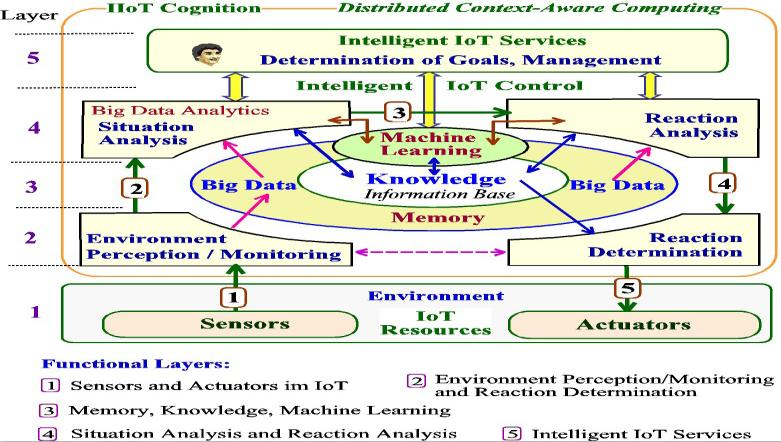 Layer
IIoT Cognition
Distributed Context-Aware Computing
5
Intelligent IoT Services
Determination of Goals, Management
Intelligent IoT Control
4
Big Data Analytics
Situation
Analysis
3
Machine
Learning
Reaction
Analysis
3
2
Big Data
Knowledge
Information Base
Big Data
4
Memory
2
Environment
Perception / Monitoring
Reaction
Determination
1
1
Environment
5
Sensors
IoT
Resources
Actuators
Functional Layers:
1 Sensors and Actuators im IoT
2 Environment Perception/Monitoring
and Reaction Determination
3 Memory, Knowledge, Machine Learning
4 Situation Analysis and Reaction Analysis
5 Intelligent IoT Services